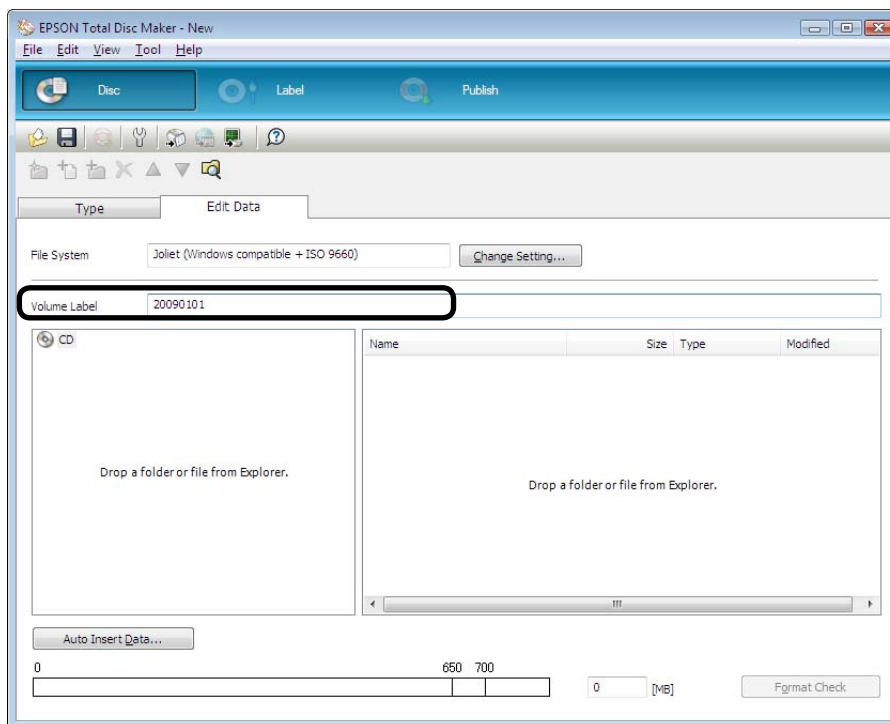 EPSON Total Disc Maker - New
File Edit View Tool Help
Disc Label Publish
Type Edit Data
File System Joliet (Windows compatible + ISO 9660) Change Setting...
Volume Label 20090101
CD
Name Size Type Modified
Drop a folder or file from Explorer.
Drop a folder or file from Explorer.
Auto Insert Data...
0 650 700
0 [MB] Format Check